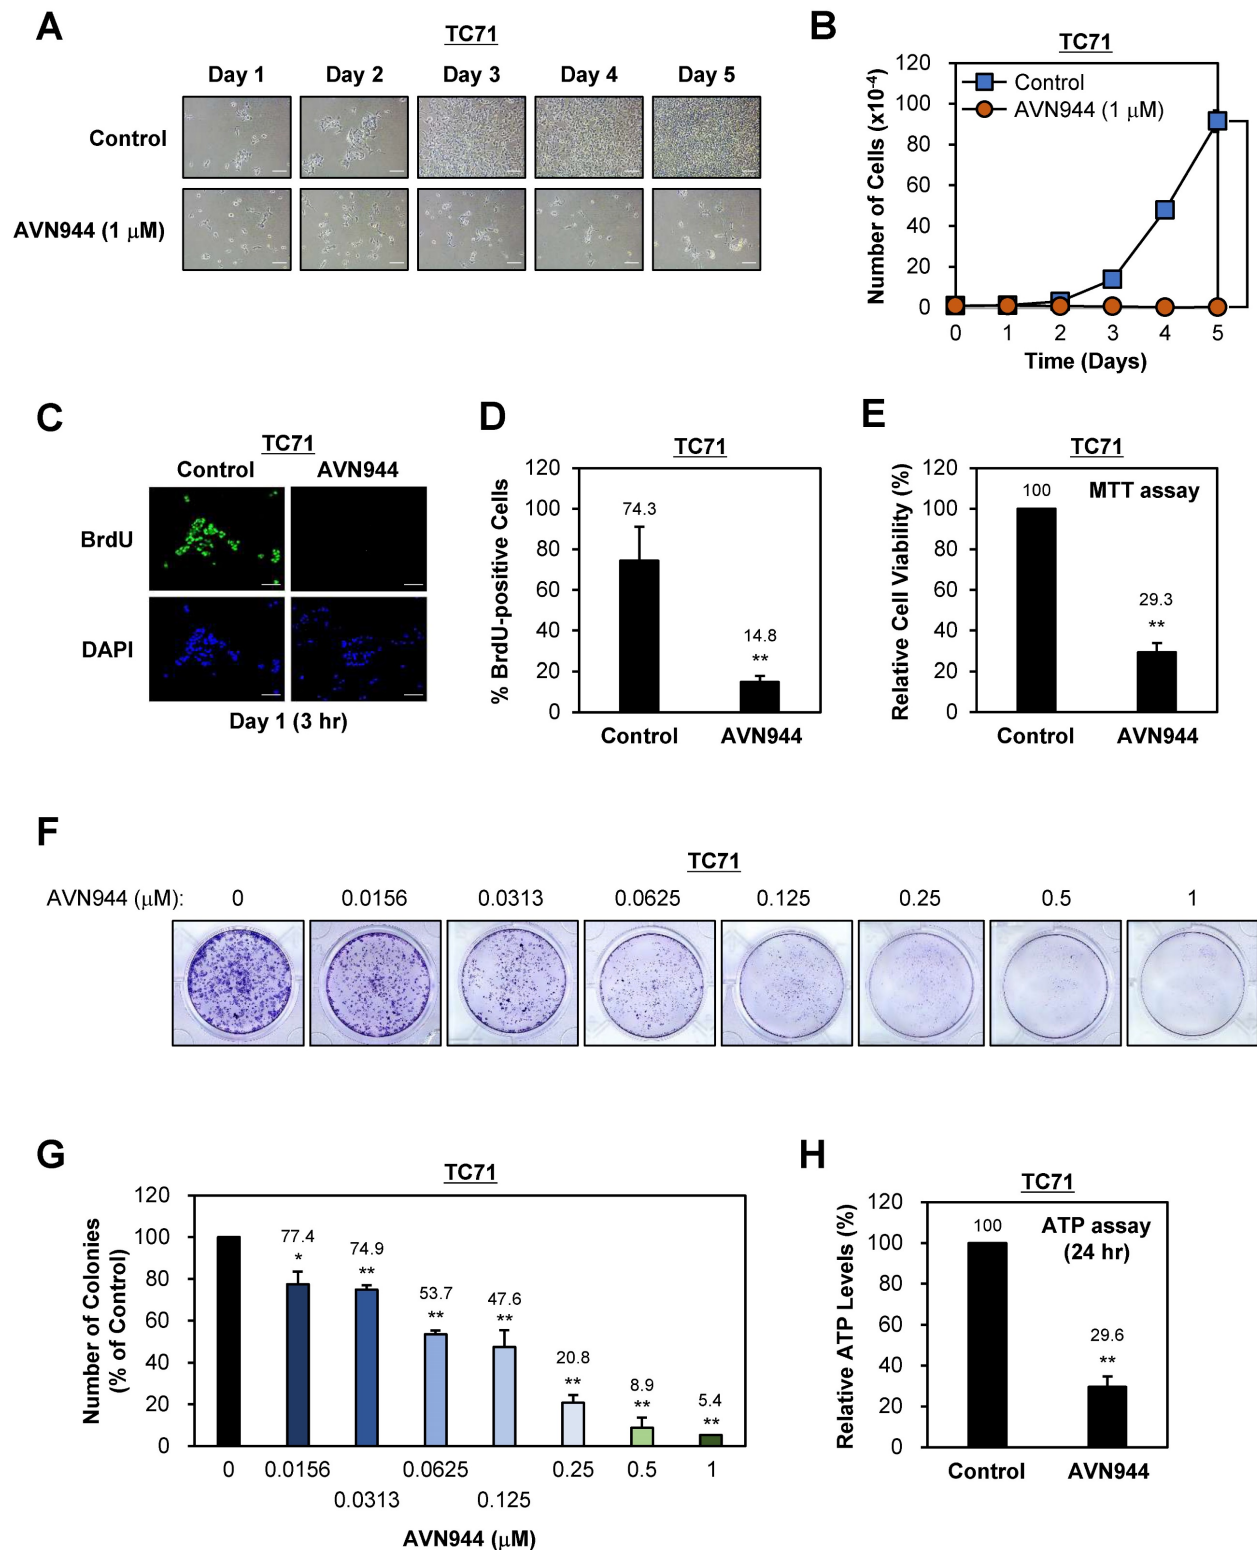 A
TC71
Day 1 Day 2 Day 3 Day 4 Day 5
Control
AVN944 (1 μM)
B
TC71
Number of Cells (x10⁻⁴)
120
100
80
60
40
20
0
Control
AVN944 (1 μM)
0 1 2 3 4 5
Time (Days)
C
TC71
Control AVN944
BrdU
DAPI
Day 1 (3 hr)
D
TC71
% BrdU-positive Cells
120
100
80
60
40
20
0
74.3
14.8
**
Control AVN944
E
TC71
Relative Cell Viability (%)
120
100
80
60
40
20
0
MTT assay
100
29.3
**
Control AVN944
F
TC71
AVN944 (μM): 0 0.0156 0.0313 0.0625 0.125 0.25 0.5 1
G
TC71
Number of Colonies
(% of Control)
120
100
80
60
40
20
0
77.4
*
74.9
**
53.7
**
47.6
**
20.8
**
8.9
**
5.4
**
0 0.0156 0.0625 0.25 0.5 1
0.0313 0.125
AVN944 (μM)
H
TC71
Relative ATP Levels (%)
120
100
80
60
40
20
0
ATP assay
(24 hr)
100
29.6
**
Control AVN944